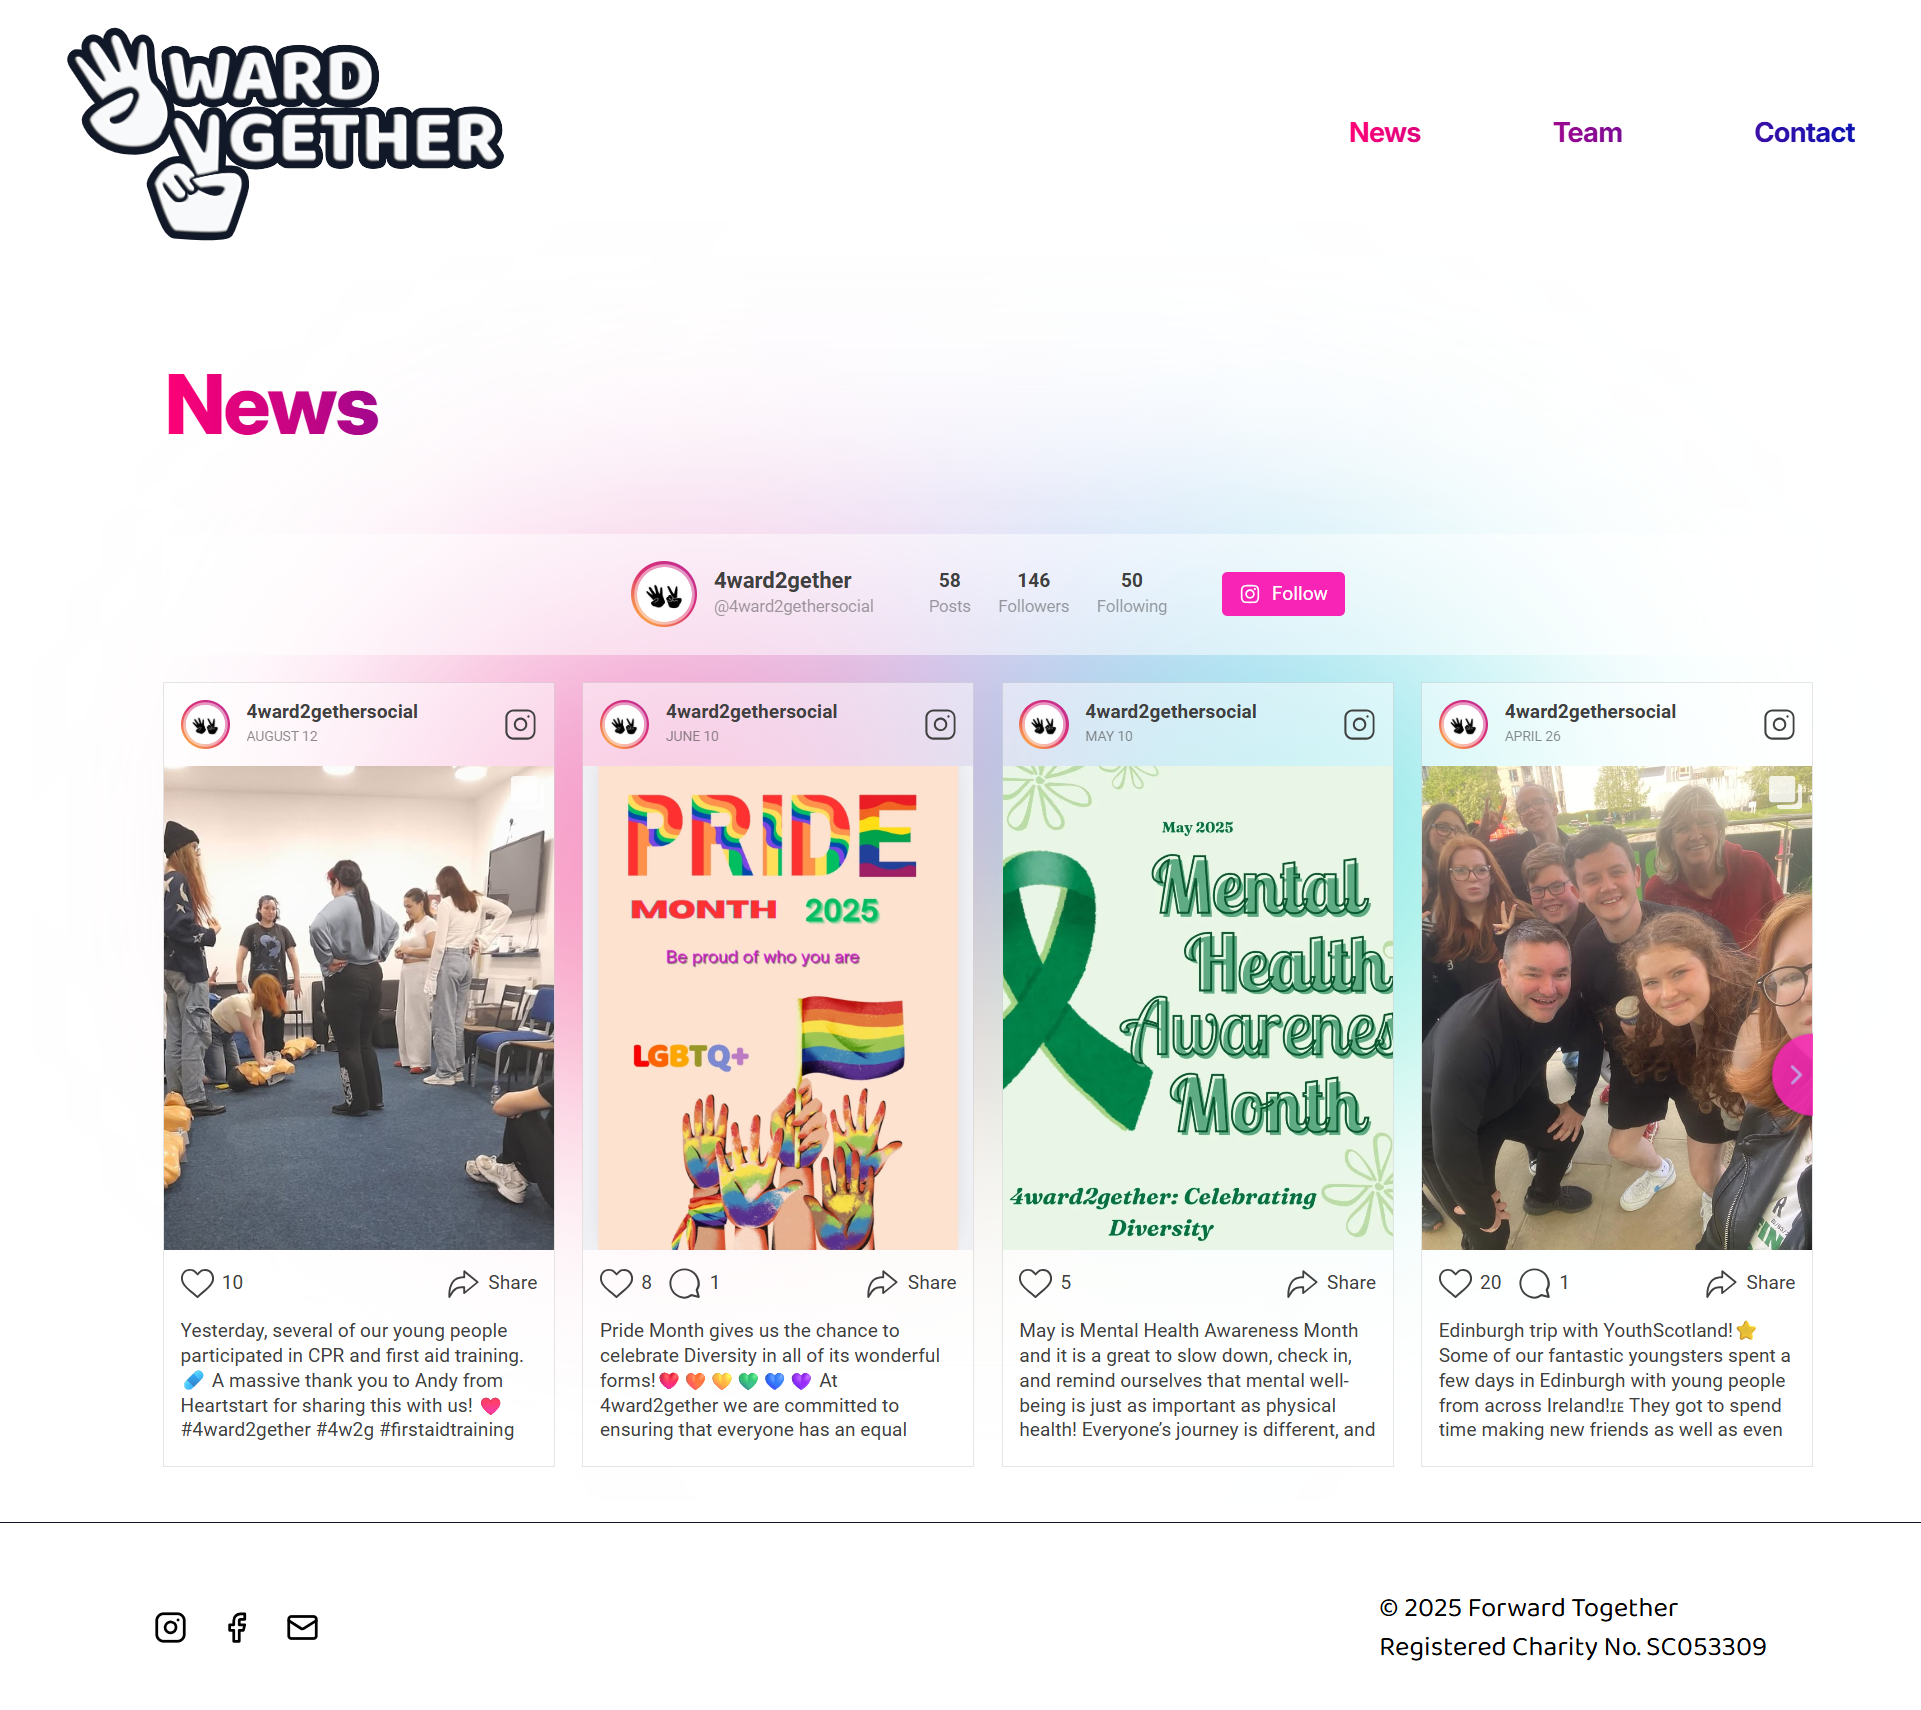 WARD
GETHER
News
Team
Contact
News
4ward2gether
@4ward2gethersocial
58
Posts
146
Followers
50
Following
Follow
4ward2gethersocial
AUGUST 12
10
Share
Yesterday, several of our young people
participated in CPR and first aid training.
🩹 A massive thank you to Andy from
Heartstart for sharing this with us! ❤️
#4ward2gether #4w2g #firstaidtraining
4ward2gethersocial
JUNE 10
PRIDE
MONTH 2025
Be proud of who you are
LGBTQ+
8
1
Share
Pride Month gives us the chance to
celebrate Diversity in all of its wonderful
forms!❤️ 🧡 💛 💚 💙 💜 At
4ward2gether we are committed to
ensuring that everyone has an equal
4ward2gethersocial
MAY 10
May 2025
Mental
Health
Awarenes
Month
4ward2gether: Celebrating
Diversity
5
Share
May is Mental Health Awareness Month
and it is a great to slow down, check in,
and remind ourselves that mental well-
being is just as important as physical
health! Everyone’s journey is different, and
4ward2gethersocial
APRIL 26
20
1
Share
Edinburgh trip with YouthScotland!⭐
Some of our fantastic youngsters spent a
few days in Edinburgh with young people
from across Ireland!🇮🇪 They got to spend
time making new friends as well as even
© 2025 Forward Together
Registered Charity No. SC053309